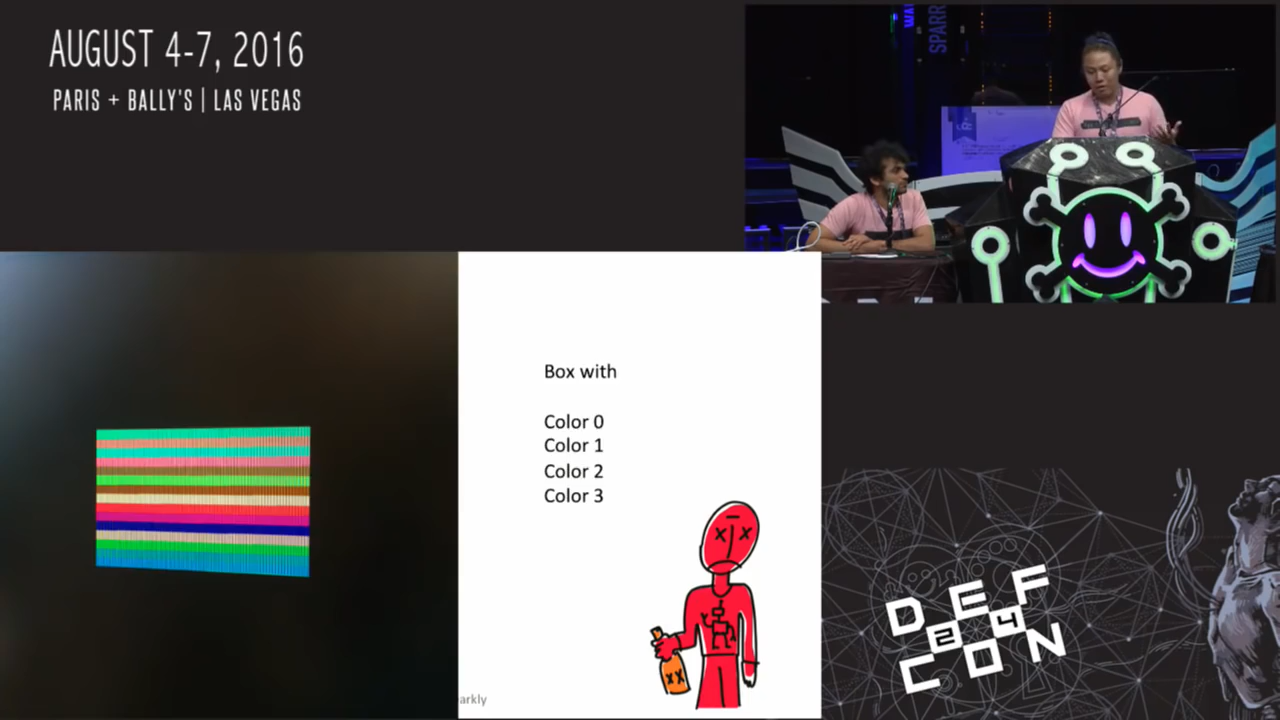 AUGUST 4-7, 2016
PARIS + BALLY'S | LAS VEGAS
SPARR
Box with
Color 0
Color 1
Color 2
Color 3
arkly
DEF
24
CON